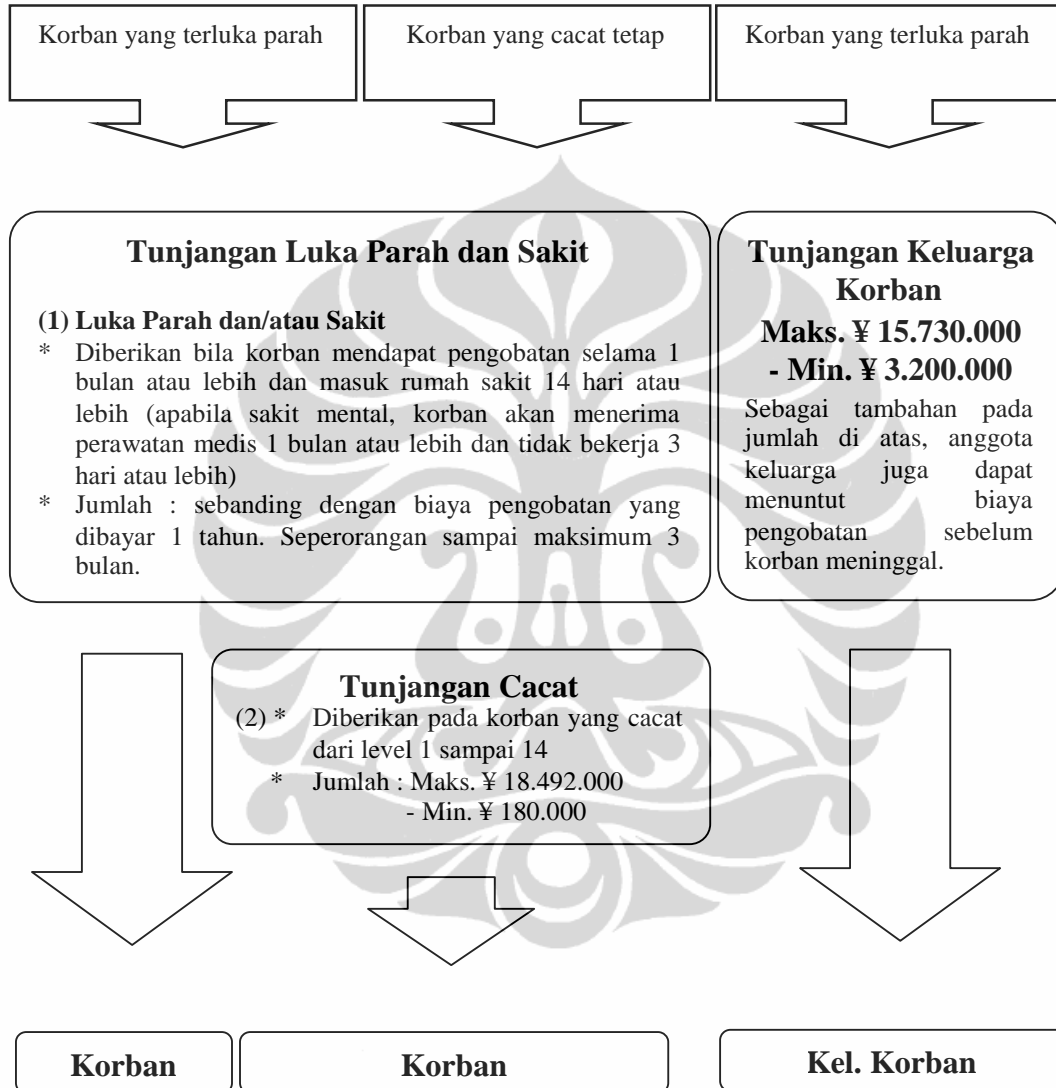 Korban yang terluka parah
Korban yang cacat tetap
Korban yang terluka parah
Tunjangan Luka Parah dan Sakit
(1) Luka Parah dan/atau Sakit
* Diberikan bila korban mendapat pengobatan selama 1
bulan atau lebih dan masuk rumah sakit 14 hari atau
lebih (apabila sakit mental, korban akan menerima
perawatan medis 1 bulan atau lebih dan tidak bekerja 3
hari atau lebih)
* Jumlah : sebanding dengan biaya pengobatan yang
dibayar 1 tahun. Seperorangan sampai maksimum 3
bulan.
Tunjangan Keluarga
Korban
Maks. ¥ 15.730.000
- Min. ¥ 3.200.000
Sebagai tambahan pada
jumlah di atas, anggota
keluarga juga dapat
menuntut biaya
pengobatan sebelum
korban meninggal.
Tunjangan Cacat
(2) * Diberikan pada korban yang cacat
dari level 1 sampai 14
* Jumlah : Maks. ¥ 18.492.000
- Min. ¥ 180.000
Korban
Korban
Kel. Korban